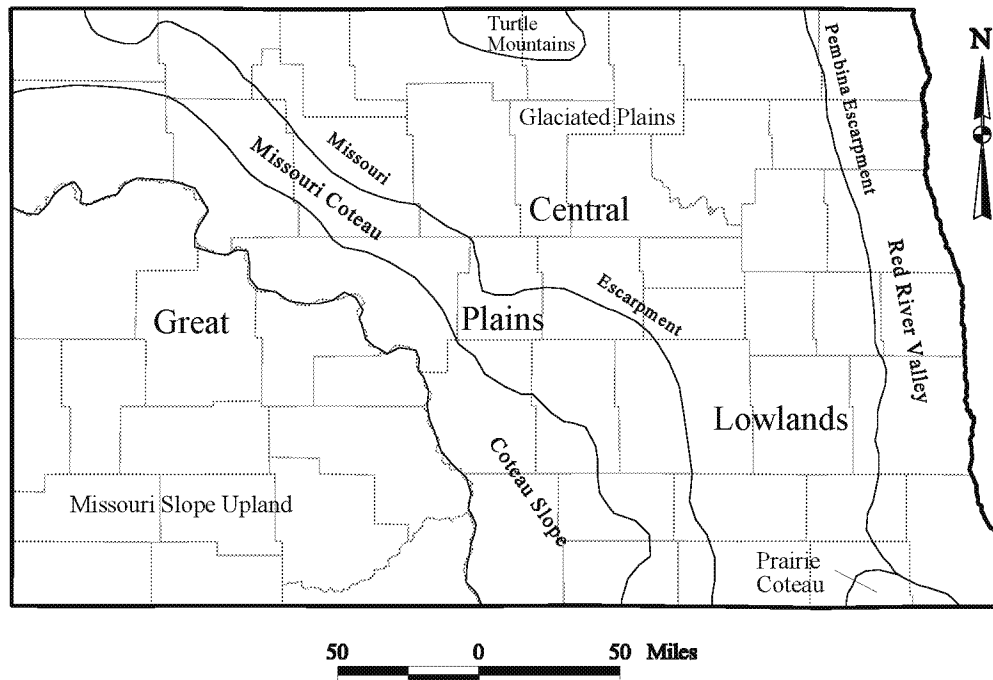 Turtle
Mountains
N
Pembina Escarpment
Glaciated Plains
Missouri
Missouri Coteau
Central
Red River Valley
Escarpment
Great
Plains
Lowlands
Coteau Slope
Missouri Slope Upland
Prairie
Coteau
50 0 50 Miles